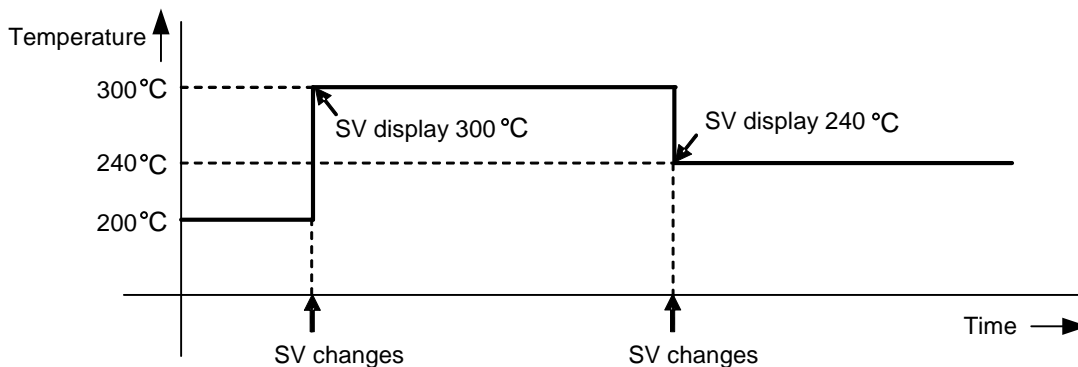 Temperature
300℃
SV display 300 ℃
SV display 240 ℃
240℃
200℃
Time
SV changes
SV changes